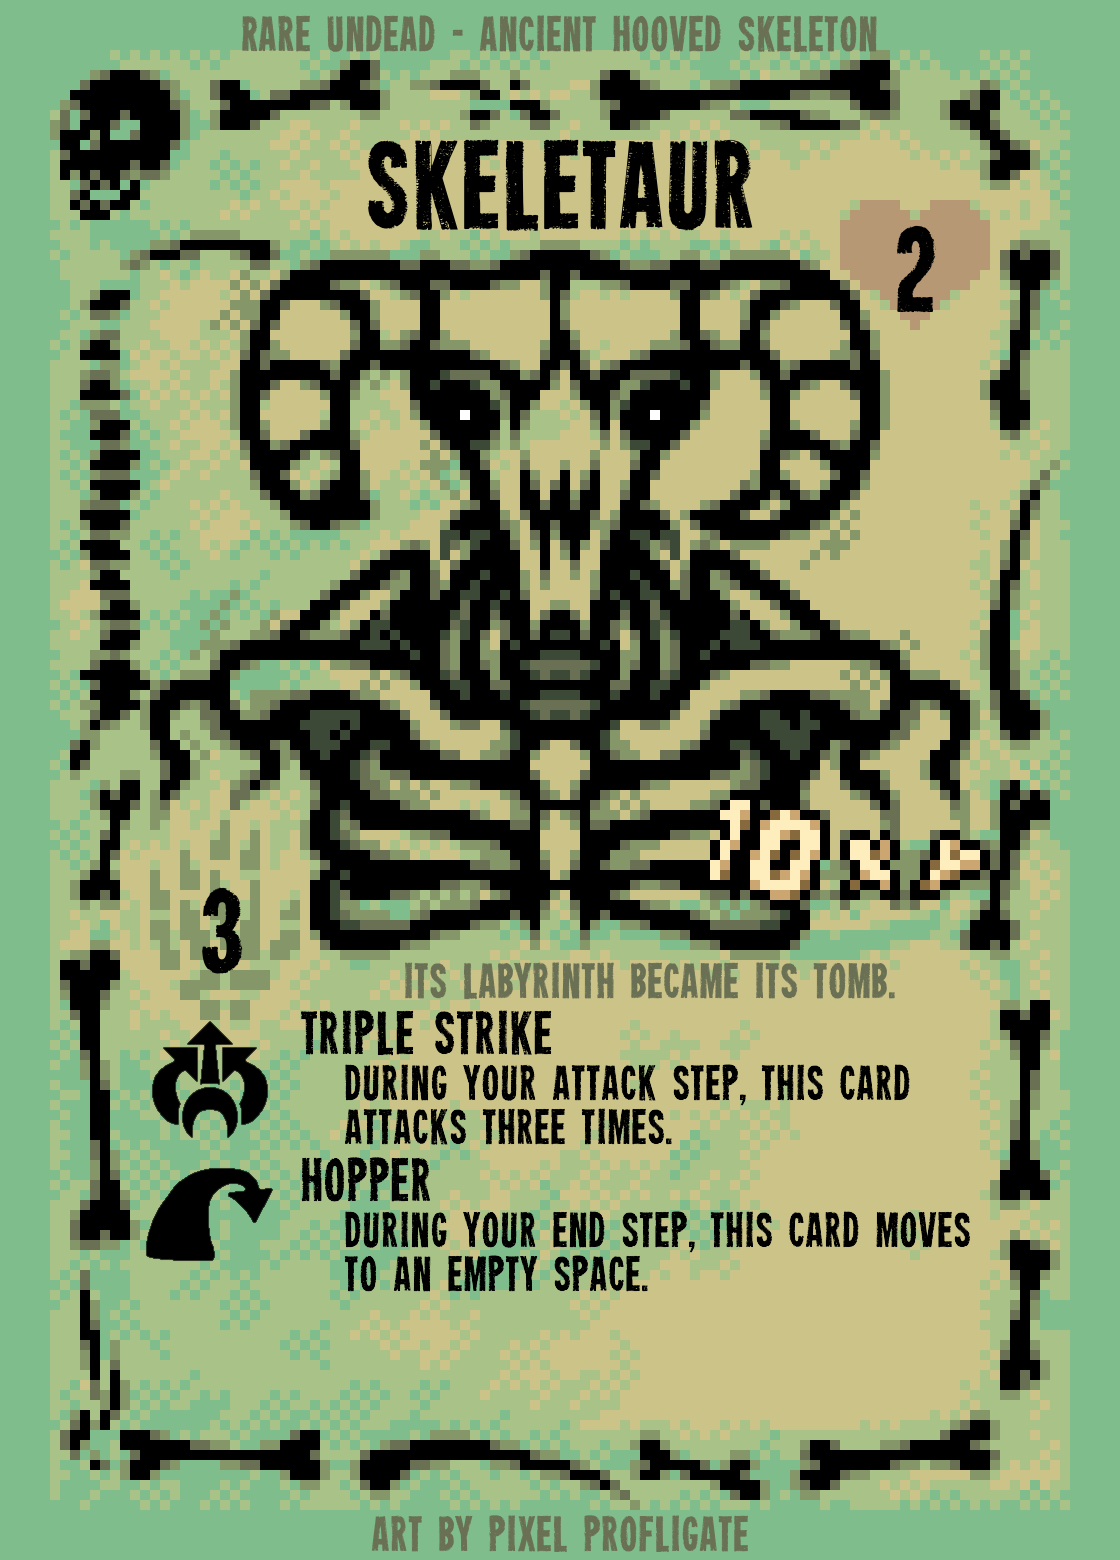 RARE UNDEAD - ANCIENT HOOVED SKELETON
SKELETAUR
2
10XP
3
ITS LABYRINTH BECAME ITS TOMB.
TRIPLE STRIKE
DURING YOUR ATTACK STEP, THIS CARD
ATTACKS THREE TIMES.
HOPPER
DURING YOUR END STEP, THIS CARD MOVES
TO AN EMPTY SPACE.
ART BY PIXEL PROFLIGATE